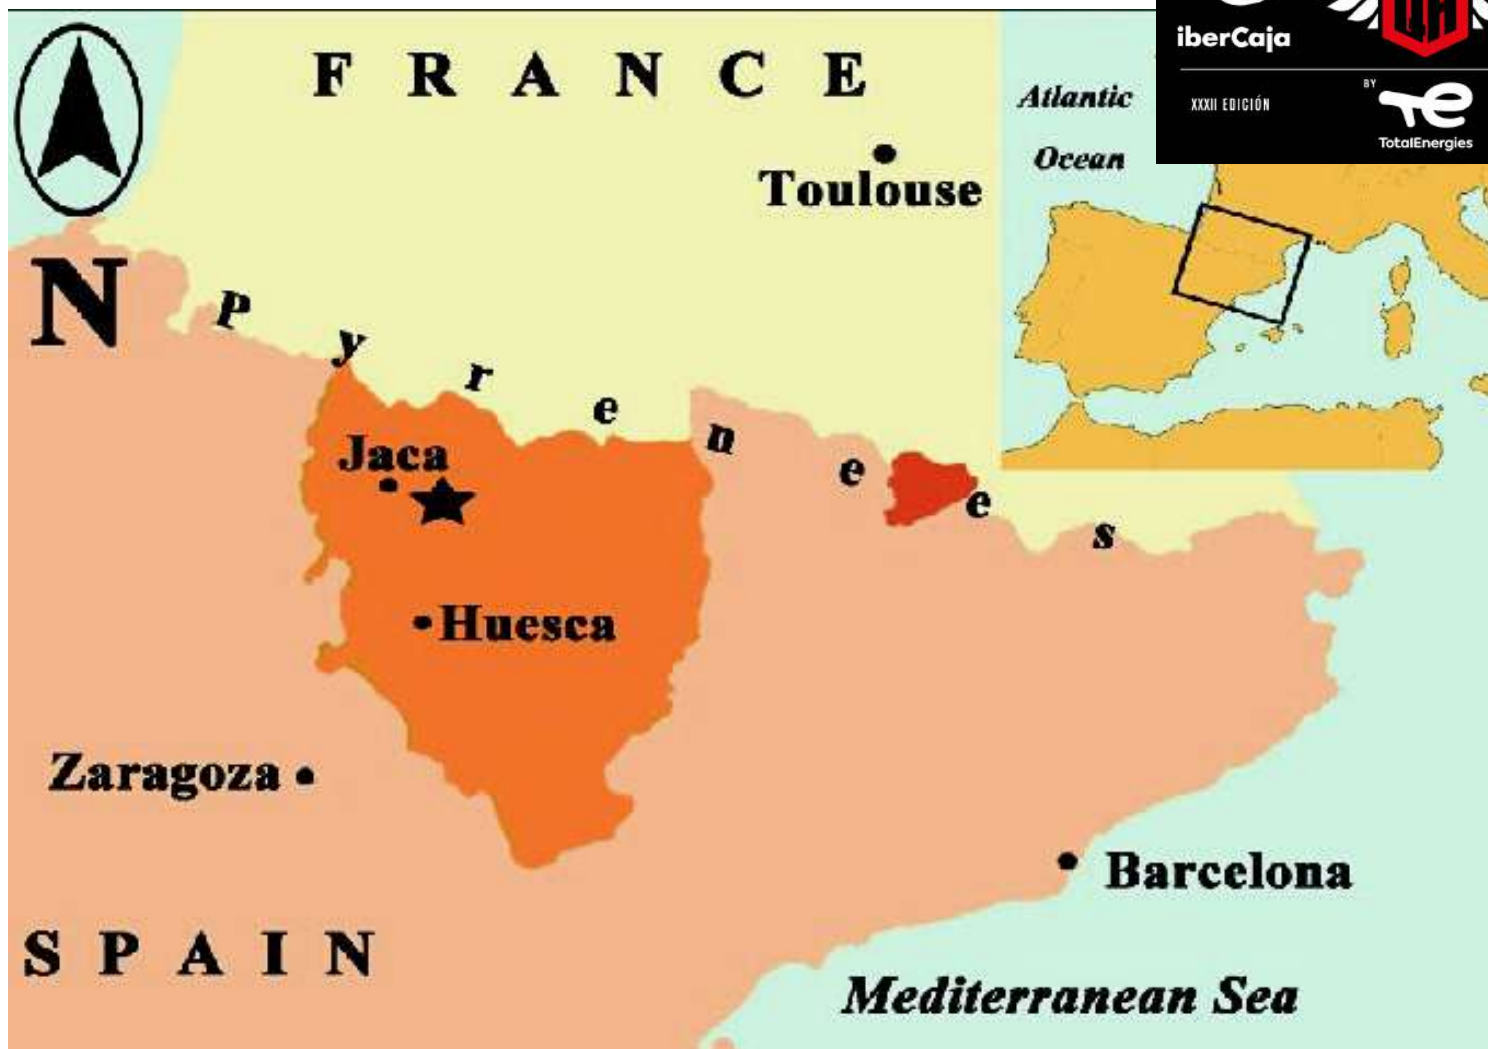 FRANCE
Toulouse
Atlantic
Ocean
iberCaja
XXXII EDICIÓN
BY
TotalEnergies
N
Pyrenees
Jaca
Huesca
Zaragoza
Barcelona
SPAIN
Mediterranean Sea